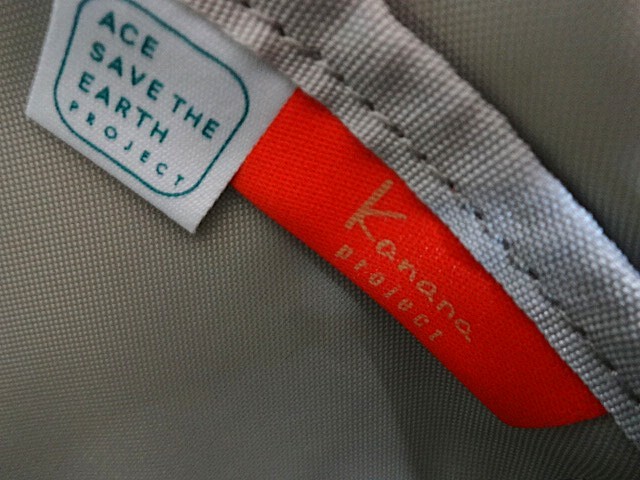 ACE
SAVE THE
EARTH
PROJECT
Kanana
project